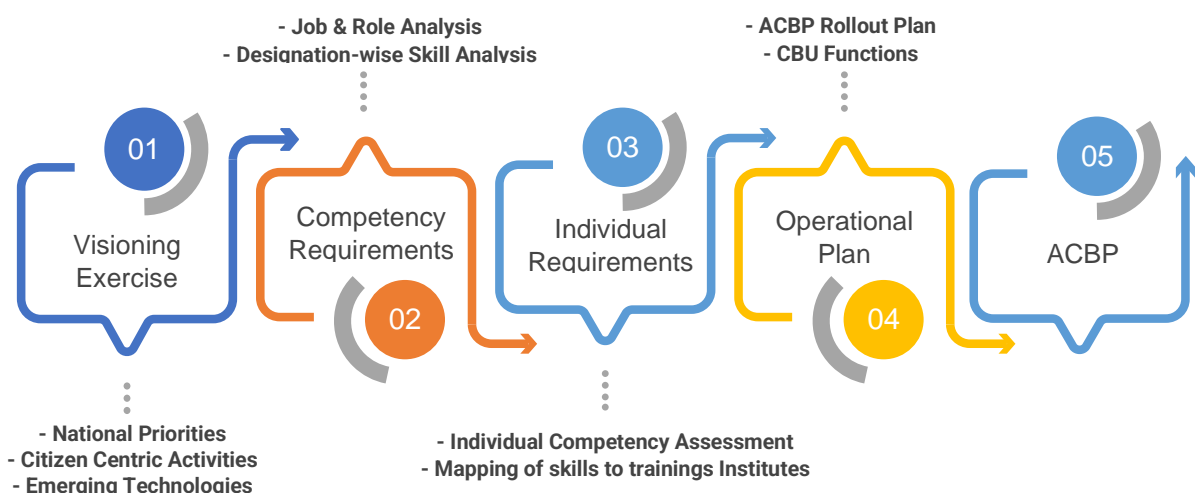 - Job & Role Analysis
- Designation-wise Skill Analysis
- ACBP Rollout Plan
- CBU Functions
01
Visioning
Exercise
Competency
Requirements
02
03
Individual
Requirements
Operational
Plan
04
05
ACBP
- National Priorities
- Citizen Centric Activities
- Emerging Technologies
- Individual Competency Assessment
- Mapping of skills to trainings Institutes